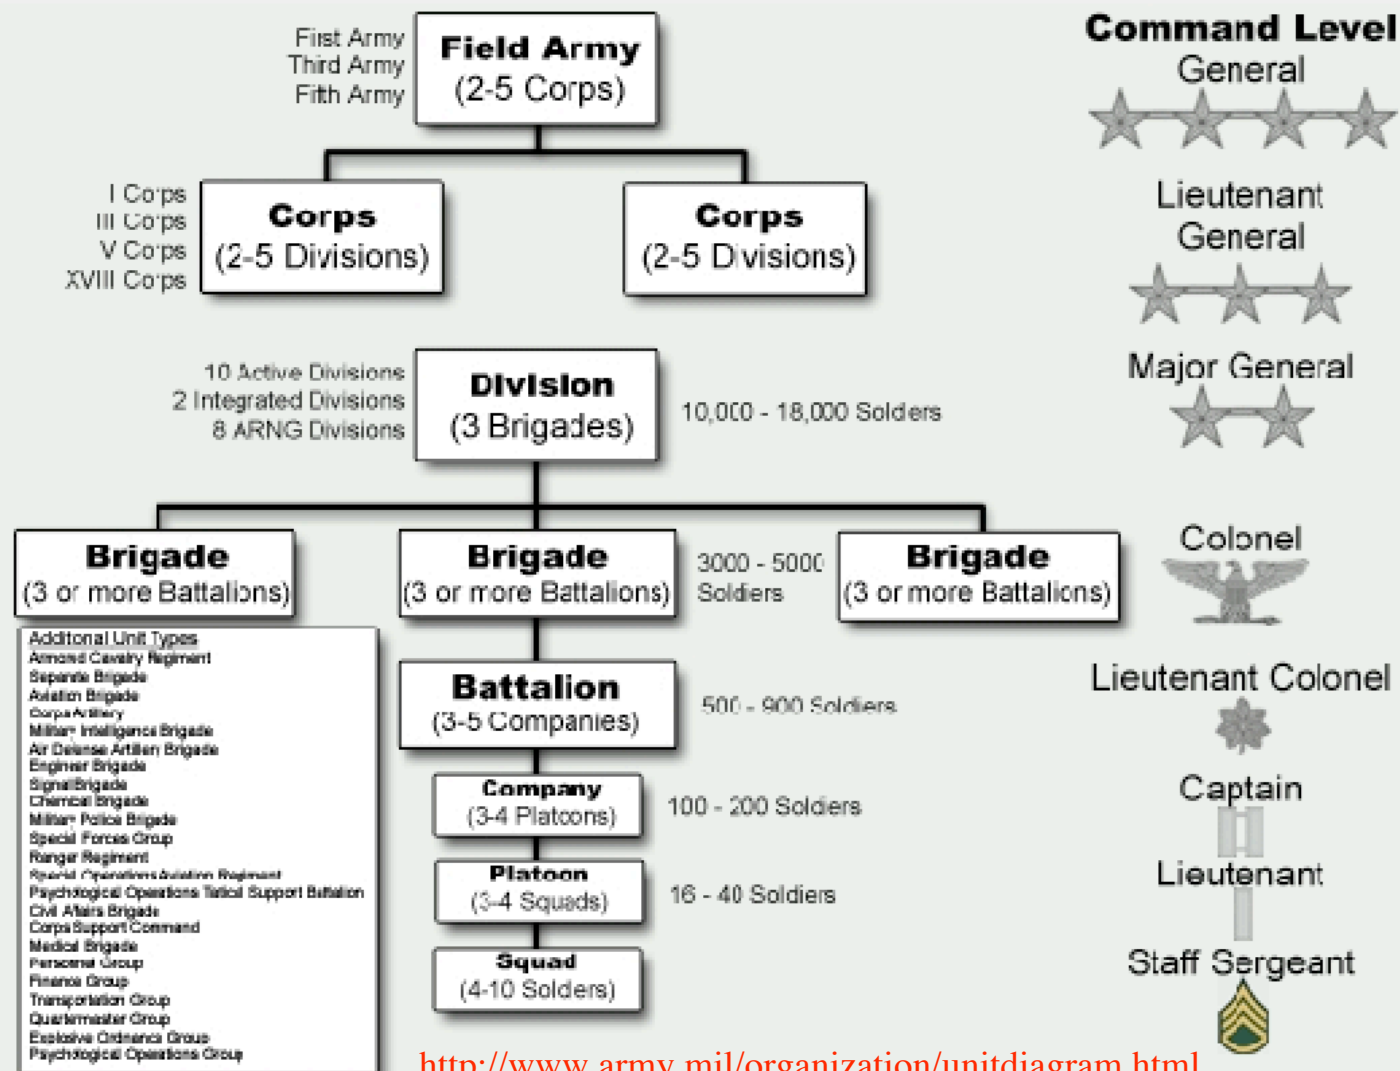 First Army
Third Army
Fifth Army
Field Army
(2-5 Corps)
I Corps
III Corps
V Corps
XVIII Corps
Corps
(2-5 Divisions)
Corps
(2-5 Divisions)
10 Active Divisions
2 Integrated Divisions
8 ARNG Divisions
Division
(3 Brigades)
10,000 - 18,000 Solders
Brigade
(3 or more Battalions)
Brigade
(3 or more Battalions)
3000 - 5000
Soldiers
Brigade
(3 or more Battalions)
Additional Unit Types
Armored Cavalry Regiment
Separate Brigade
Aviation Brigade
Corps Artillery
Military Intelligence Brigade
Air Defense Artillery Brigade
Engineer Brigade
Signal Brigade
Chemical Brigade
Military Police Brigade
Special Forces Group
Ranger Regiment
Special Operations Aviation Regiment
Psychological Operations Tatical Support Battalion
Civil Affairs Brigade
Corps Support Command
Medical Brigade
Personnel Group
Finance Group
Transportation Group
Quartermaster Group
Explosive Ordnance Group
Psychological Operations Group
Battalion
(3-5 Companies)
500 - 900 Soldiers
Company
(3-4 Platoons)
100 - 200 Soldiers
Platoon
(3-4 Squads)
16 - 40 Soldiers
Squad
(4-10 Solders)
Command Level
General
Lieutenant
General
Major General
Colonel
Lieutenant Colonel
Captain
Lieutenant
Staff Sergeant
http://www.army.mil/organization/unitdiagram.html